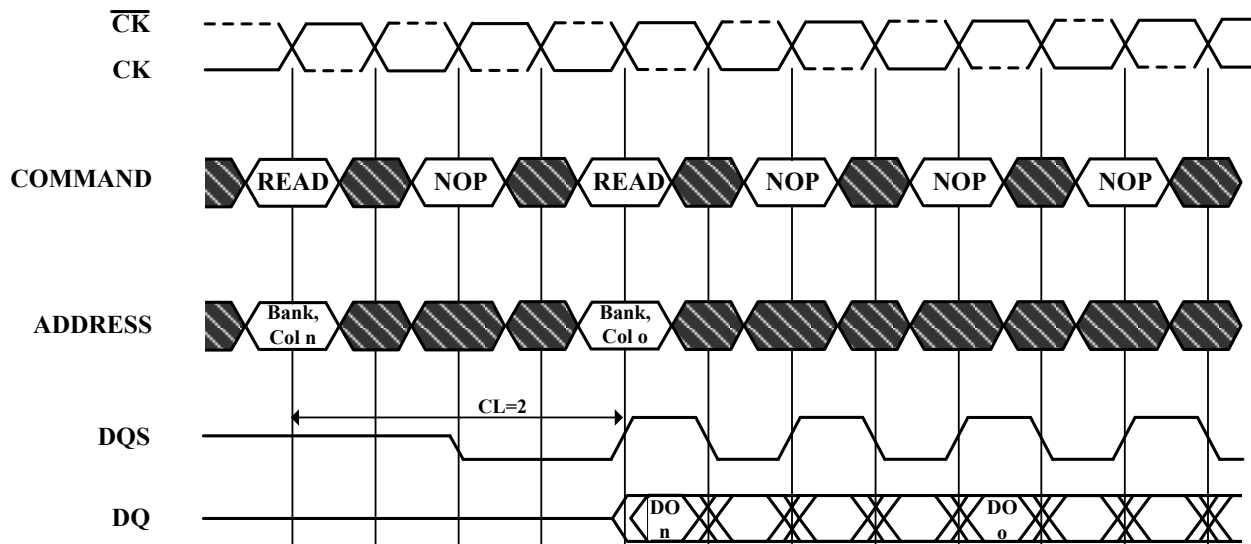 CK
CK
COMMAND
READ
NOP
READ
NOP
NOP
NOP
ADDRESS
Bank,
Col n
Bank,
Col o
CL=2
DQS
DQ
DO
n
DO
o